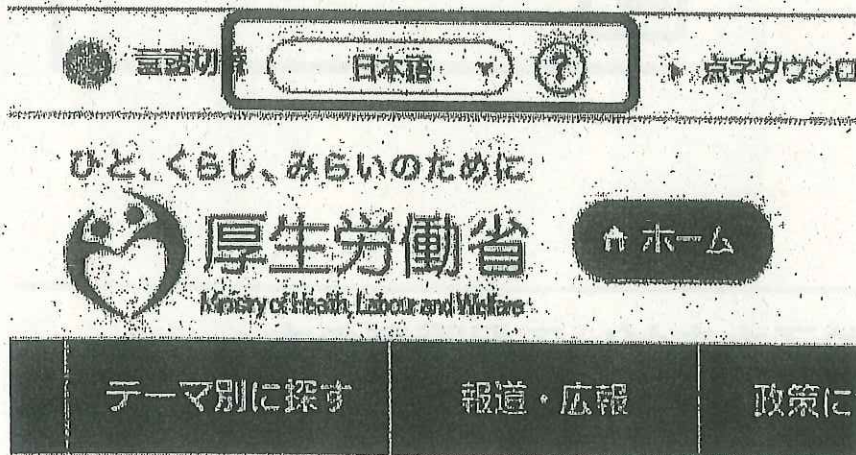 言語切替 日本語 ▼ ? ▶ 点字ダウンロ
ひと、くらし、みらいのために
厚生労働省 ホーム
Ministry of Health, Labour and Welfare
テーマ別に探す 報道・広報 政策に